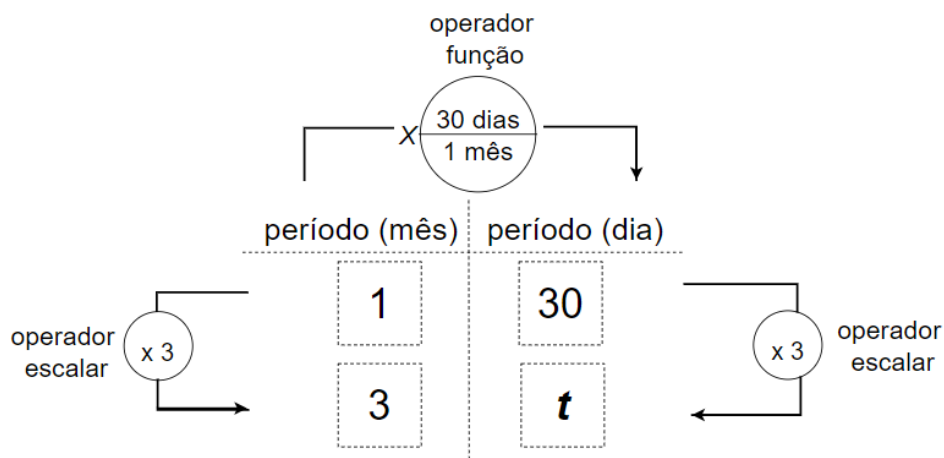 operador
função
X 30 dias
1 mês
período (mês) período (dia)
1 30
operador
escalar
x 3
x 3
operador
escalar
3 t